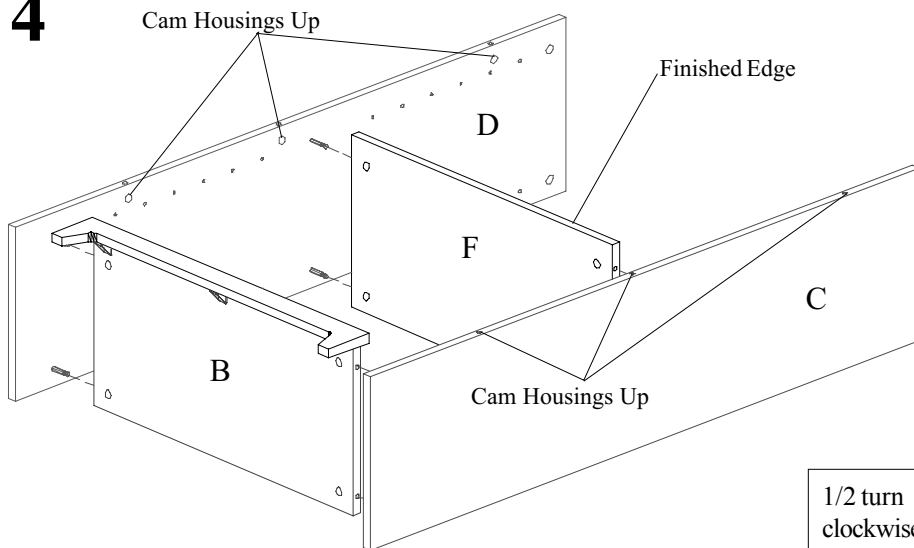 4
Cam Housings Up
Finished Edge
D
F
C
B
Cam Housings Up
1/2 turn
clockwise